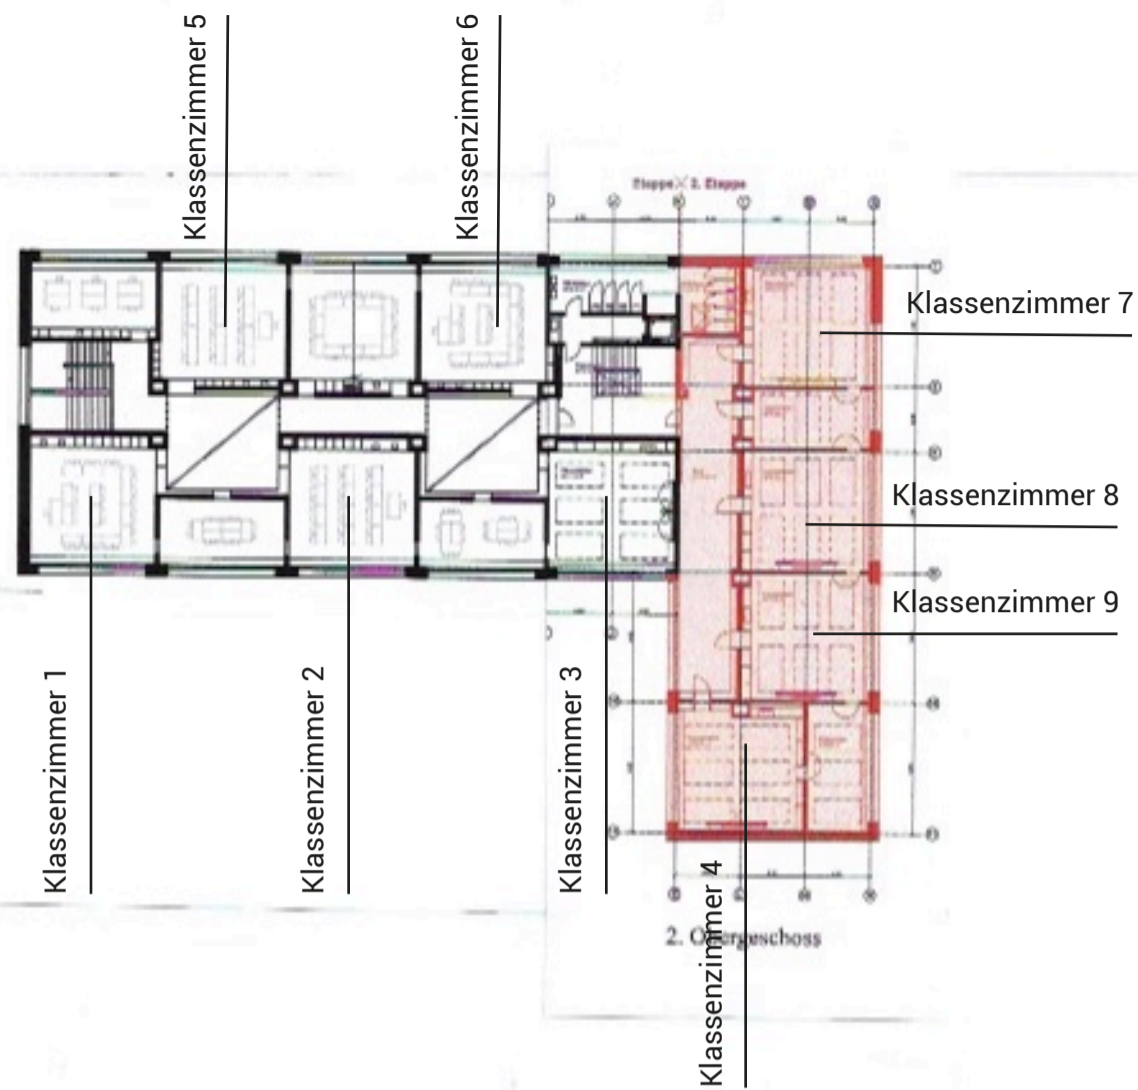 Klassenzimmer 5
Klassenzimmer 6
Etappe
2. Etappe
Klassenzimmer 7
Klassenzimmer 8
Klassenzimmer 9
Klassenzimmer 1
Klassenzimmer 2
Klassenzimmer 3
Klassenzimmer 4
2. Obergeschoss